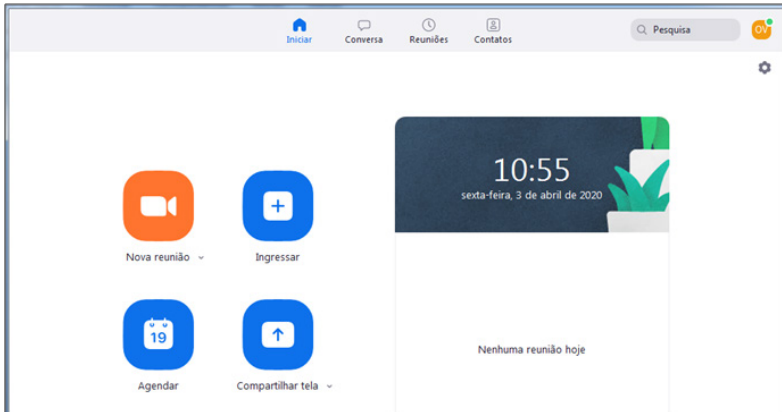 Iniciar
Conversa
Reuniões
Contatos
Pesquisa
OV
10:55
sexta-feira, 3 de abril de 2020
Nova reunião
Ingressar
19
Agendar
Compartilhar tela
Nenhuma reunião hoje